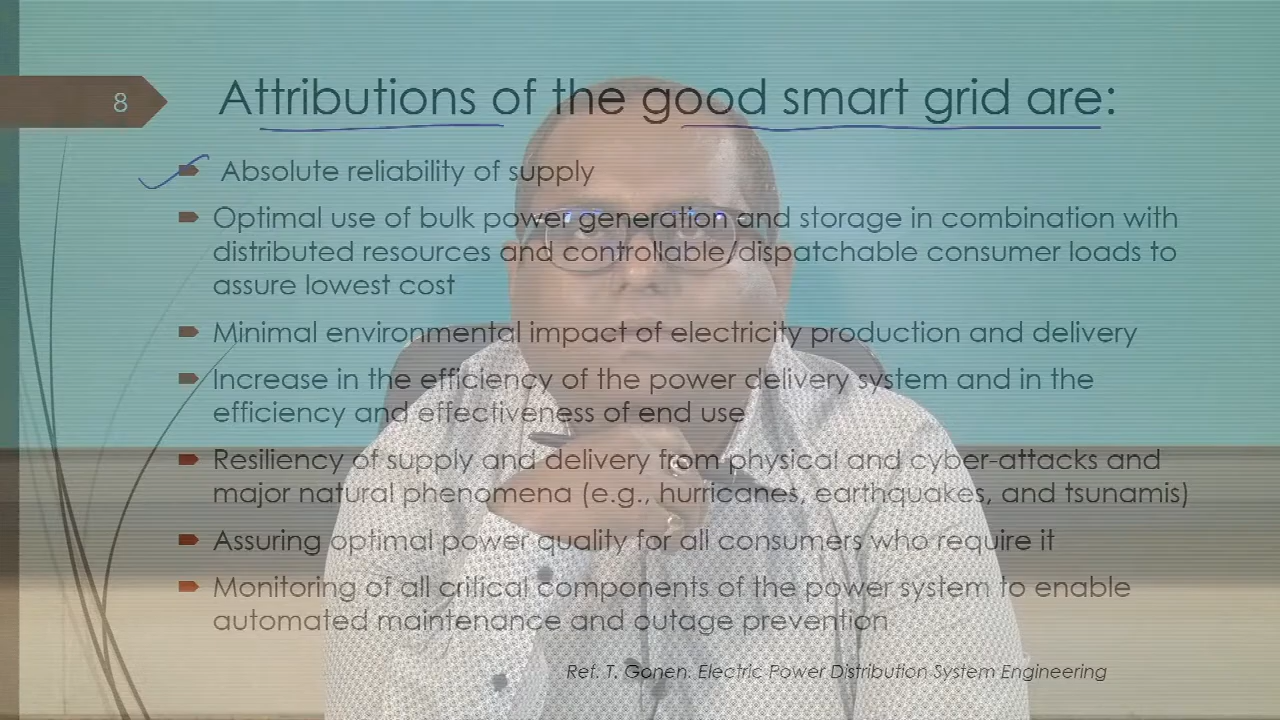 8
Attributions of the good smart grid are:
Absolute reliability of supply
Optimal use of bulk power generation and storage in combination with
distributed resources and controllable/dispatchable consumer loads to
assure lowest cost
Minimal environmental impact of electricity production and delivery
Increase in the efficiency of the power delivery system and in the
efficiency and effectiveness of end use
Resiliency of supply and delivery from physical and cyber-attacks and
major natural phenomena (e.g., hurricanes, earthquakes, and tsunamis)
Assuring optimal power quality for all consumers who require it
Monitoring of all critical components of the power system to enable
automated maintenance and outage prevention
Ref. T. Gonen: Electric Power Distribution System Engineering